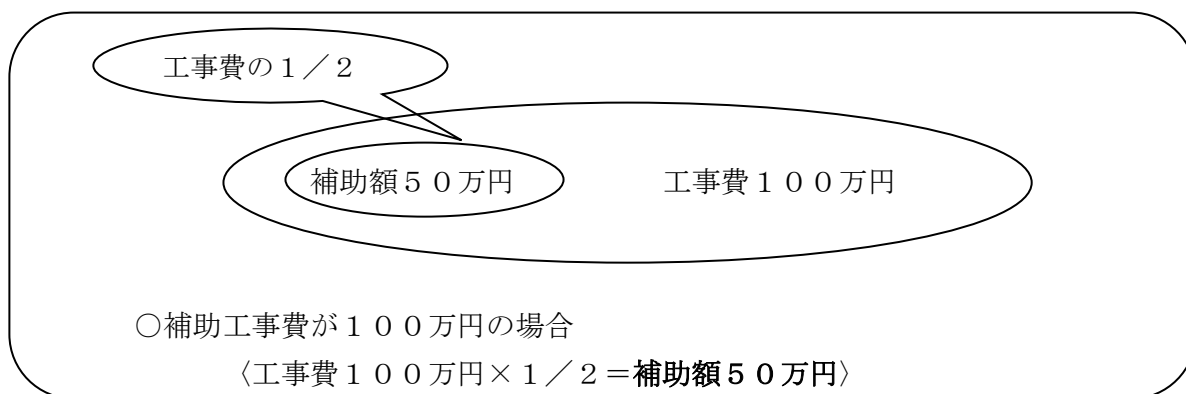 工事費の１／２
補助額５０万円　工事費１００万円
○補助工事費が１００万円の場合
〈工事費１００万円×１／２＝補助額５０万円〉